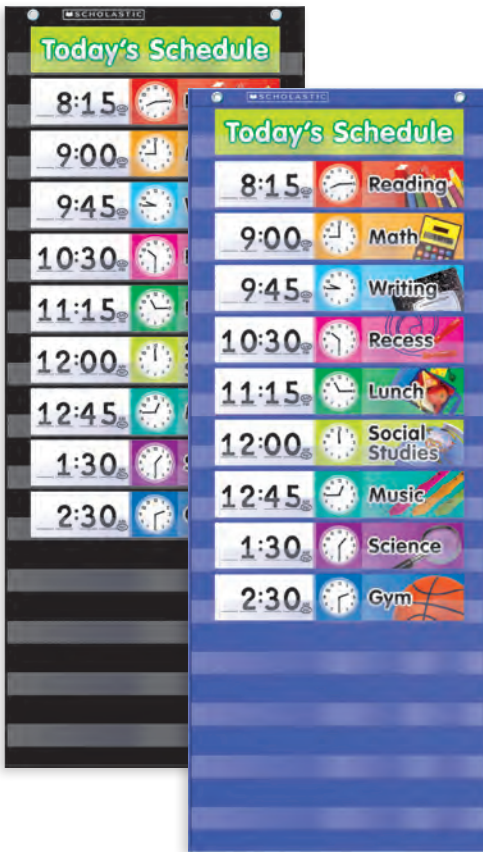 SCHOLASTIC
Today's Schedule
8:15
9:00
9:45
10:30
11:15
12:00
12:45
1:30
2:30
SCHOLASTIC
Today's Schedule
8:15 Reading
9:00 Math
9:45 Writing
10:30 Recess
11:15 Lunch
12:00 Social
Studies
12:45 Music
1:30 Science
2:30 Gym